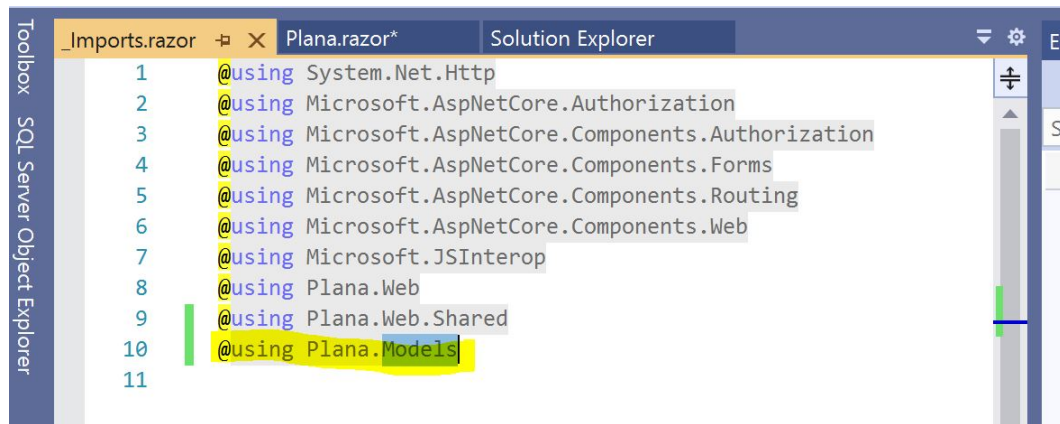 Toolbox
SQL Server Object Explorer
_Imports.razor
Plana.razor*
Solution Explorer
1 @using System.Net.Http
2 @using Microsoft.AspNetCore.Authorization
3 @using Microsoft.AspNetCore.Components.Authorization
4 @using Microsoft.AspNetCore.Components.Forms
5 @using Microsoft.AspNetCore.Components.Routing
6 @using Microsoft.AspNetCore.Components.Web
7 @using Microsoft.JSInterop
8 @using Plana.Web
9 @using Plana.Web.Shared
10 @using Plana.Models
11